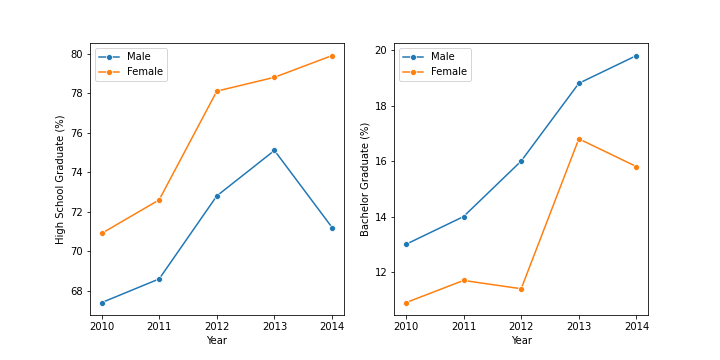 Male
Female
High School Graduate (%)
80
78
76
74
72
70
68
2010 2011 2012 2013 2014
Year
Male
Female
Bachelor Graduate (%)
20
18
16
14
12
2010 2011 2012 2013 2014
Year